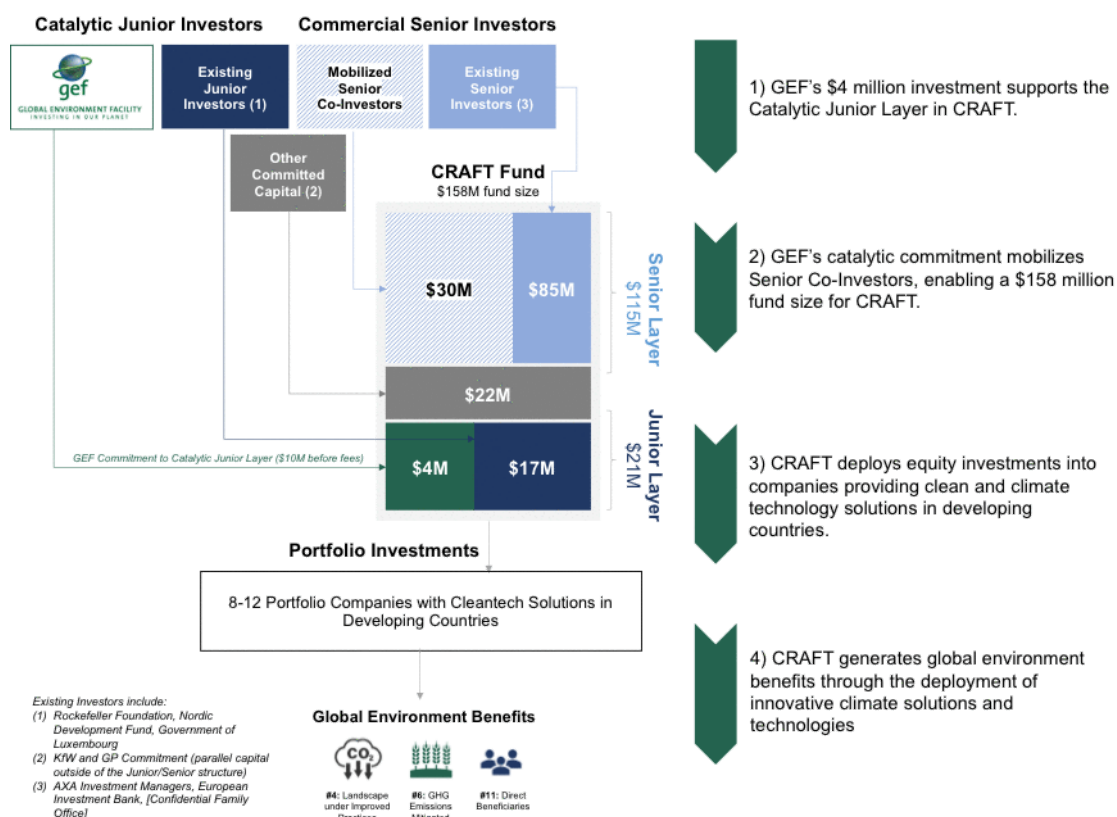 Catalytic Junior Investors
Commercial Senior Investors
gef
GLOBAL ENVIRONMENT FACILITY
INVESTING IN OUR PLANET
Existing
Junior
Investors (1)
Mobilized
Senior
Co-Investors
Existing
Senior
Investors (3)
Other
Committed
Capital (2)
CRAFT Fund
$158M fund size
$30M
$85M
Senior Layer
$115M
$22M
GEF Commitment to Catalytic Junior Layer ($10M before fees)
$4M
$17M
Junior Layer
$21M
Portfolio Investments
8-12 Portfolio Companies with Cleantech Solutions in
Developing Countries
Global Environment Benefits
CO2
#4: Landscape
under Improved
Practices
#6: GHG
Emissions
Mitigated
#11: Direct
Beneficiaries
Existing Investors include:
(1) Rockefeller Foundation, Nordic
Development Fund, Government of
Luxembourg
(2) KfW and GP Commitment (parallel capital
outside of the Junior/Senior structure)
(3) AXA Investment Managers, European
Investment Bank, [Confidential Family
Office]
1) GEF's $4 million investment supports the
Catalytic Junior Layer in CRAFT.
2) GEF's catalytic commitment mobilizes
Senior Co-Investors, enabling a $158 million
fund size for CRAFT.
3) CRAFT deploys equity investments into
companies providing clean and climate
technology solutions in developing
countries.
4) CRAFT generates global environment
benefits through the deployment of
innovative climate solutions and
technologies